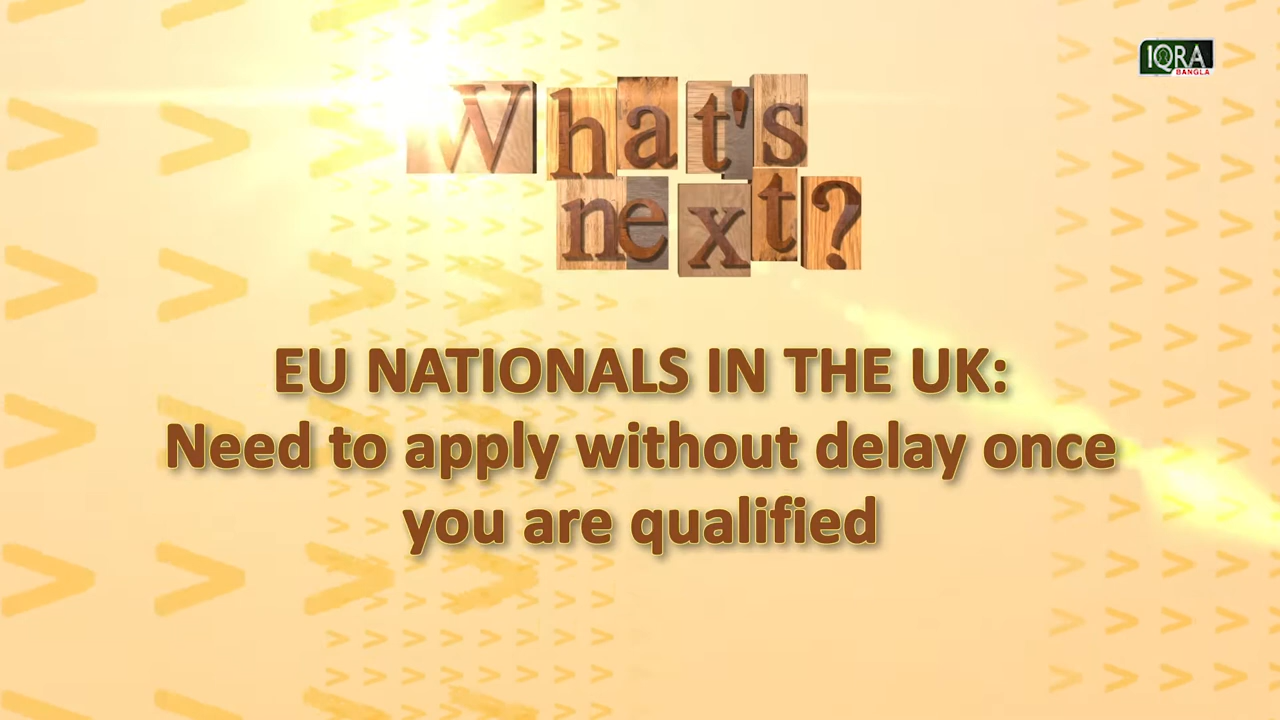 IQRA
BANGLA
What's
next?
EU NATIONALS IN THE UK:
Need to apply without delay once
you are qualified